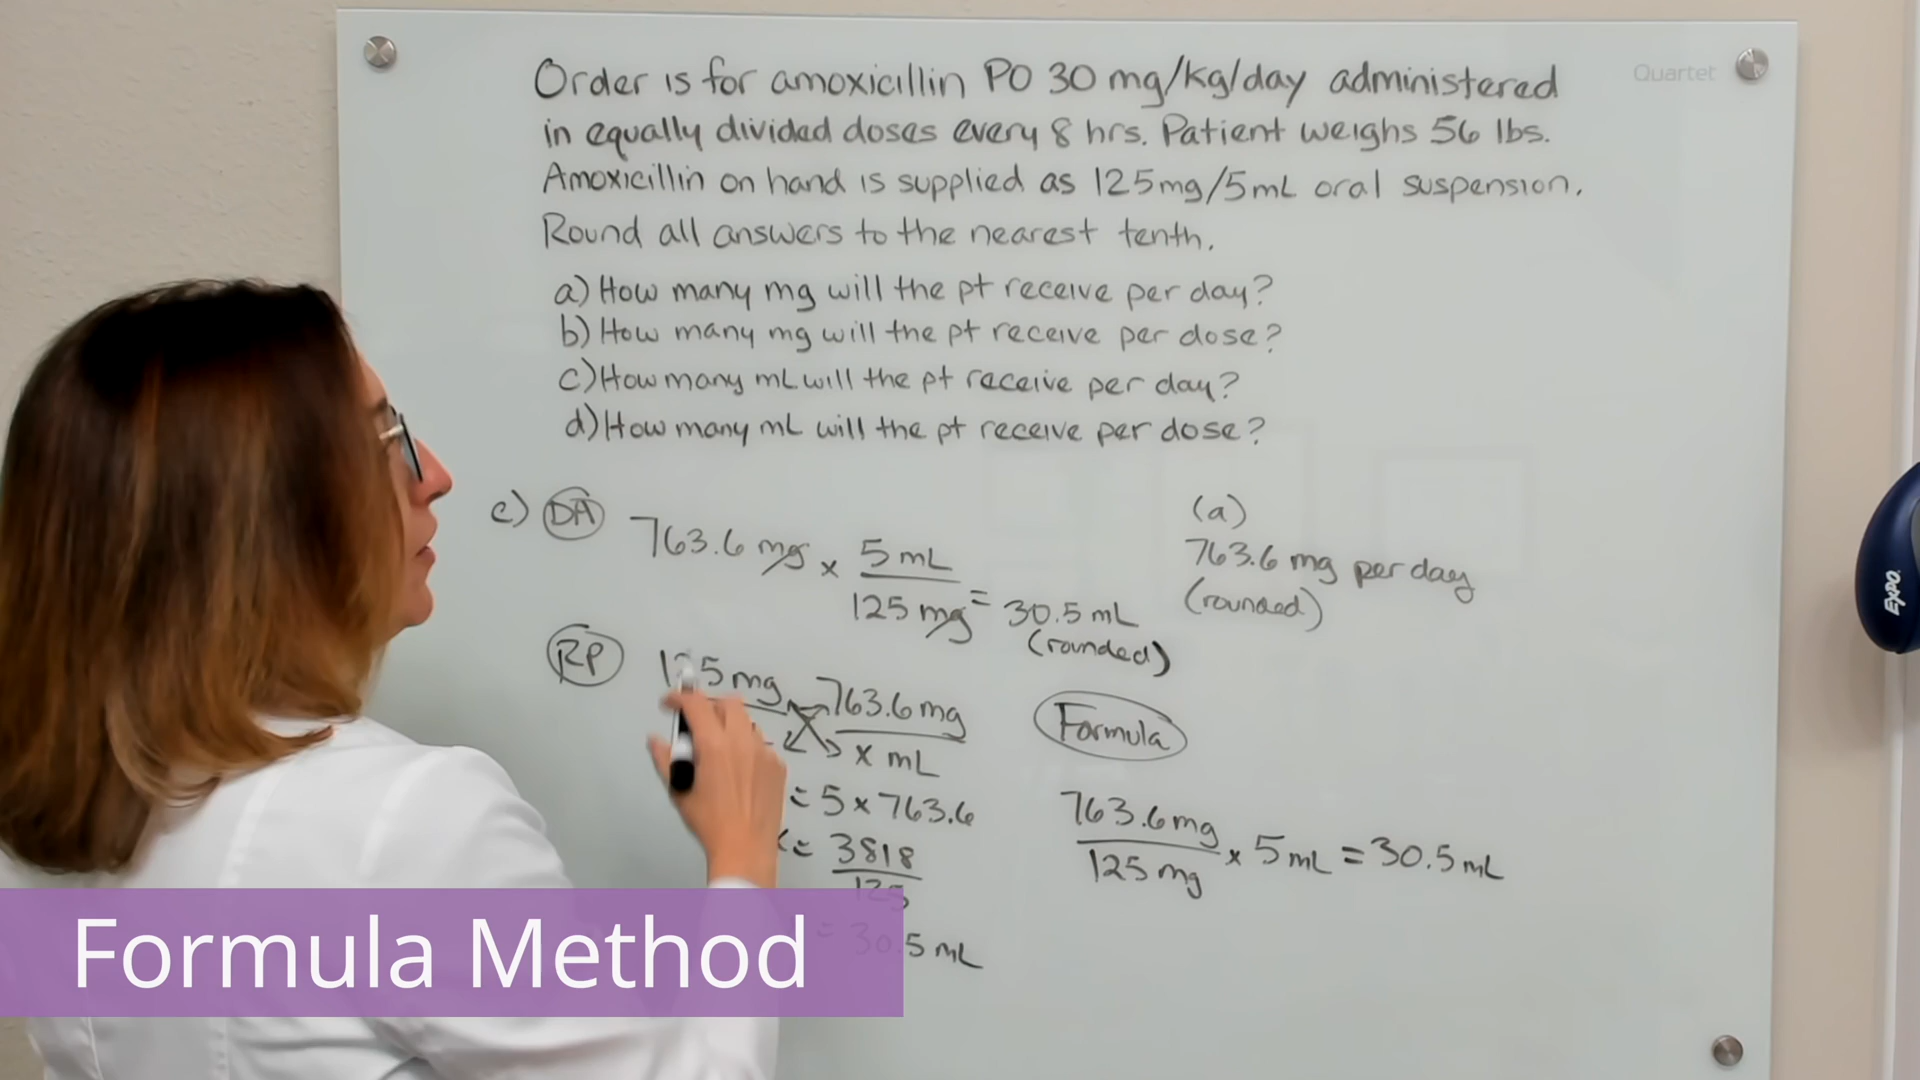 Quartet
Order is for amoxicillin PO 30 mg/kg/day administered
in equally divided doses every 8 hrs. Patient weighs 56 lbs.
Amoxicillin on hand is supplied as 125mg/5mL oral suspension.
Round all answers to the nearest tenth.
a) How many mg will the pt receive per day?
b) How many mg will the pt receive per dose?
c) How many mL will the pt receive per day?
d) How many mL will the pt receive per dose?
c) DA
763.6 mg x 5 mL
125 mg = 30.5 mL
(rounded)
(a)
763.6 mg per day
(rounded)
RP
125 mg 763.6 mg
x mL
= 5 x 763.6
= 3818
125
= 30.5 mL
Formula
763.6 mg
125 mg x 5 mL = 30.5 mL
EXPO
Formula Method